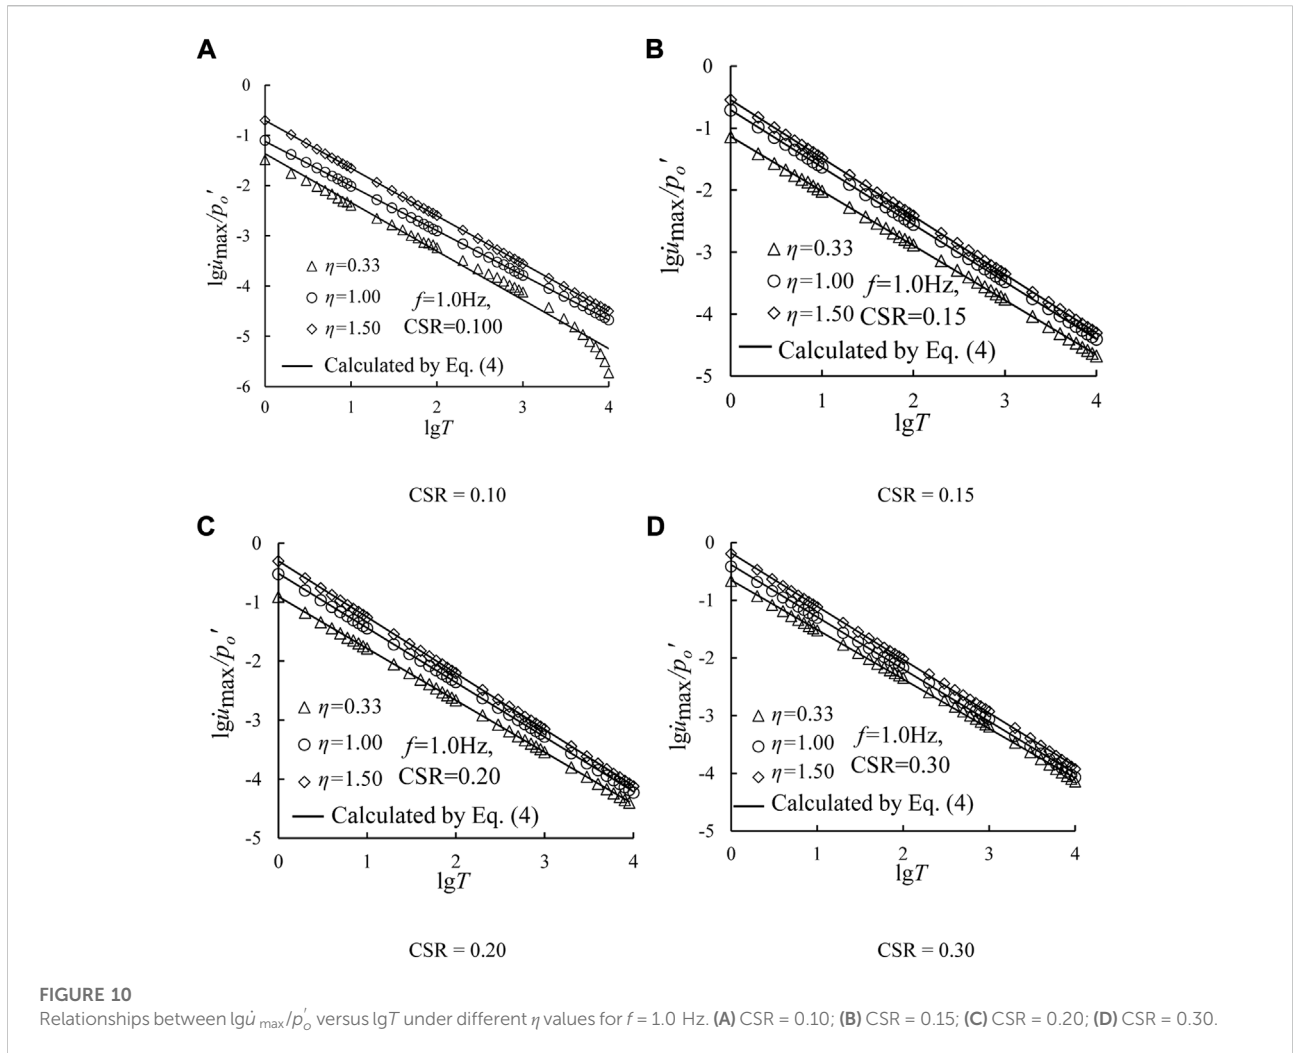 A
0
-1
-2
-3
-4
-5
-6
lgu̇max/po′
η=0.33
η=1.00
η=1.50
f=1.0Hz,
CSR=0.100
Calculated by Eq. (4)
0 1 2 3 4
lgT
CSR = 0.10
B
0
-1
-2
-3
-4
-5
lgu̇max/po′
η=0.33
η=1.00
η=1.50
f=1.0Hz,
CSR=0.15
Calculated by Eq. (4)
0 1 2 3 4
lgT
CSR = 0.15
C
0
-1
-2
-3
-4
-5
lgu̇max/po′
η=0.33
η=1.00
η=1.50
f=1.0Hz,
CSR=0.20
Calculated by Eq. (4)
0 1 2 3 4
lgT
CSR = 0.20
D
0
-1
-2
-3
-4
-5
lgu̇max/po′
η=0.33
η=1.00
η=1.50
f=1.0Hz,
CSR=0.30
Calculated by Eq. (4)
0 1 2 3 4
lgT
CSR = 0.30
FIGURE 10
Relationships between lgu̇ max/p′o versus lgT under different η values for f = 1.0 Hz. (A) CSR = 0.10; (B) CSR = 0.15; (C) CSR = 0.20; (D) CSR = 0.30.